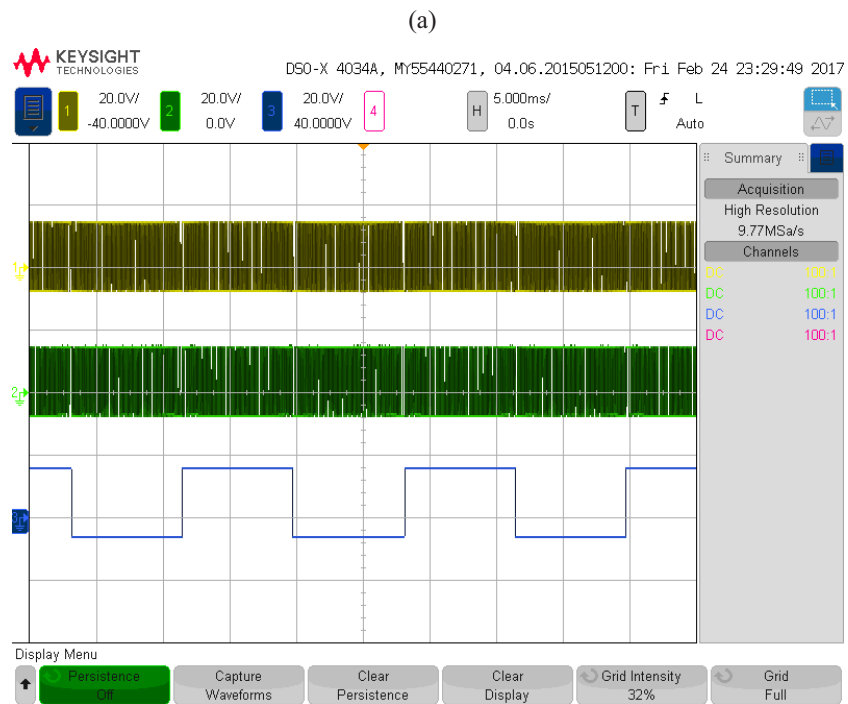 (a)
KEYSIGHT
TECHNOLOGIES
DSO-X 4034A, MY55440271, 04.06.2015051200: Fri Feb 24 23:29:49 2017
1 20.0V/ 2 20.0V/ 3 20.0V/ 4 H 5.000ms/ T L
-40.0000V 0.0V 40.0000V 0.0s Auto
Summary
Acquisition
High Resolution
9.77MSa/s
Channels
DC 100:1
DC 100:1
DC 100:1
DC 100:1
1
2
3
Display Menu
Persistence Off
Capture Waveforms
Clear Persistence
Clear Display
Grid Intensity 32%
Grid Full